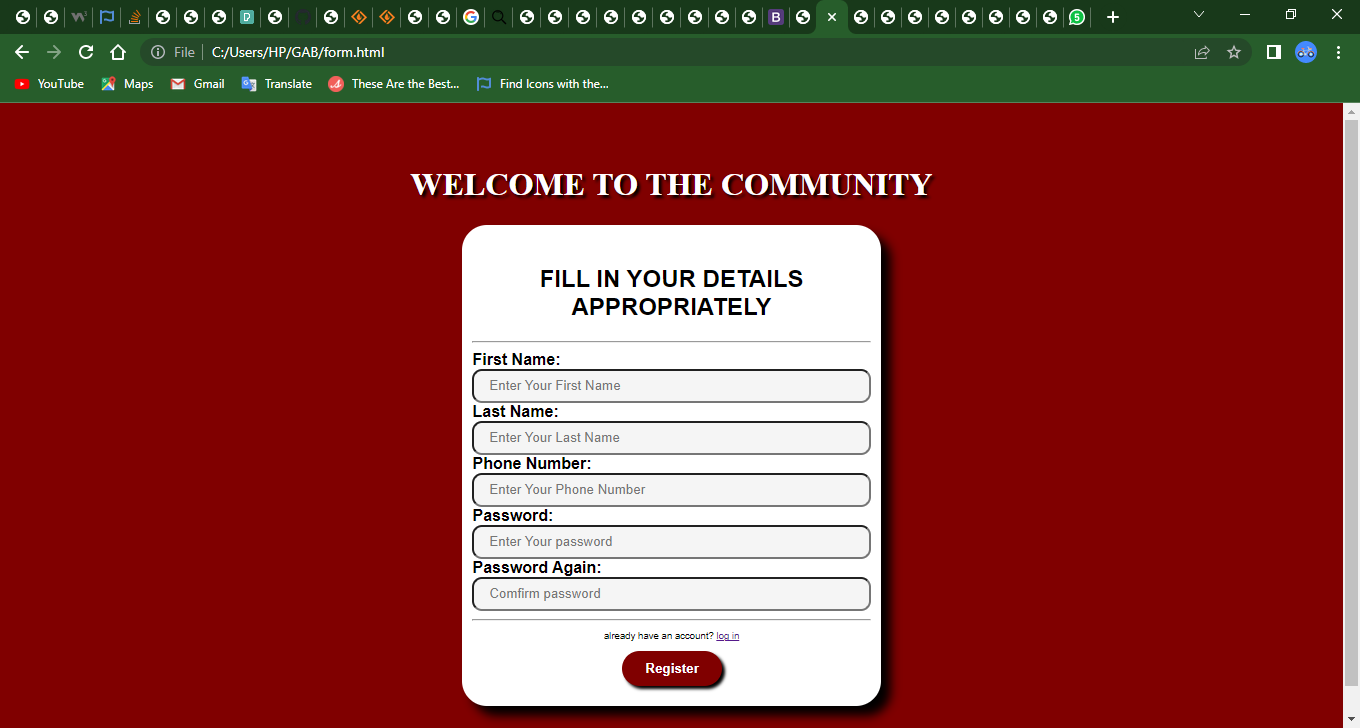 W3
D
G
B
5
File
C:/Users/HP/GAB/form.html
YouTube Maps Gmail Translate These Are the Best... Find Icons with the...
WELCOME TO THE COMMUNITY
FILL IN YOUR DETAILS
APPROPRIATELY
First Name:
Enter Your First Name
Last Name:
Enter Your Last Name
Phone Number:
Enter Your Phone Number
Password:
Enter Your password
Password Again:
Comfirm password
already have an account? log in
Register